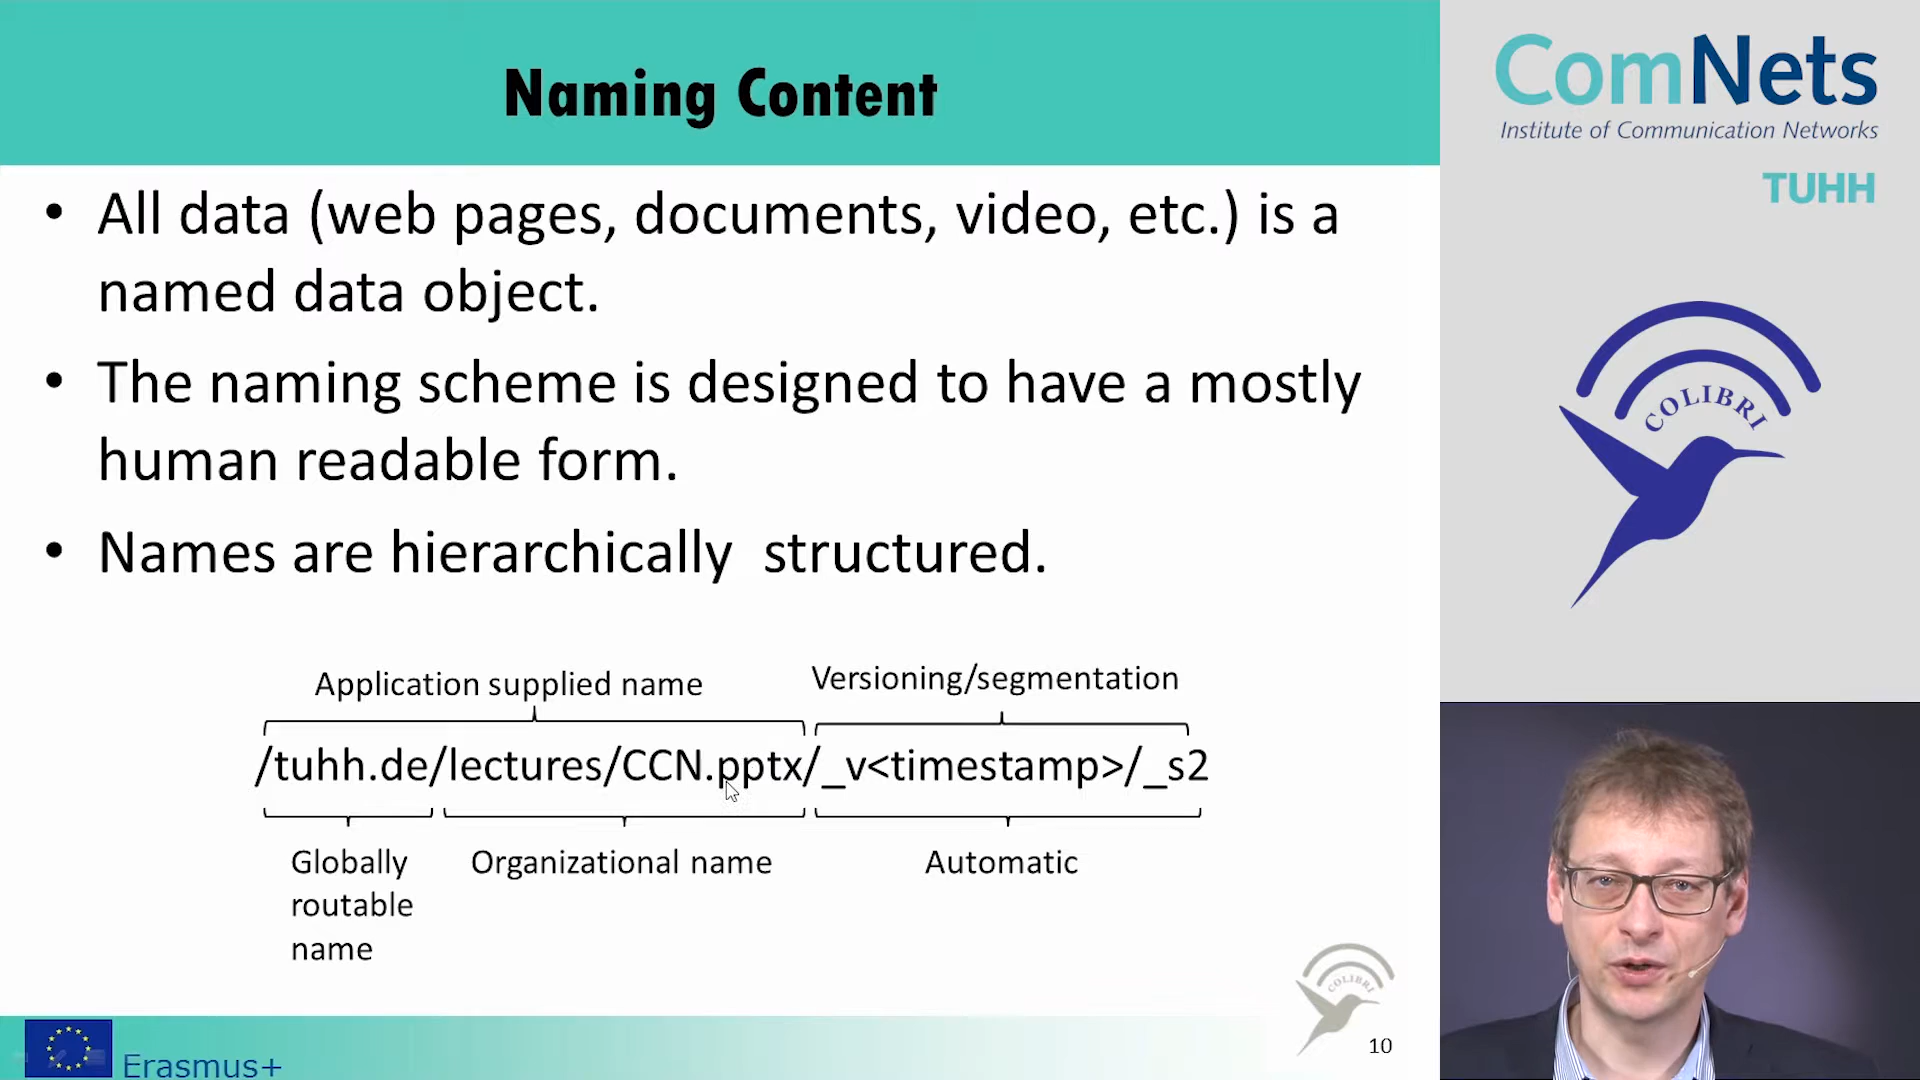 Naming Content
• All data (web pages, documents, video, etc.) is a
named data object.
• The naming scheme is designed to have a mostly
human readable form.
• Names are hierarchically  structured.
Application supplied name
Versioning/segmentation
/tuhh.de/lectures/CCN.pptx/_v<timestamp>/_s2
Globally
routable
name
Organizational name
Automatic
COLIBRI
Erasmus+
10
ComNets
Institute of Communication Networks
TUHH
COLIBRI